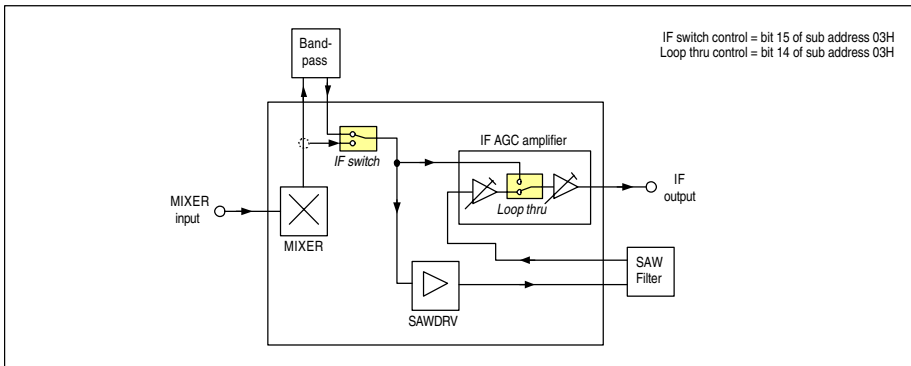 IF switch control = bit 15 of sub address 03H
Loop thru control = bit 14 of sub address 03H
Band-
pass
IF switch
IF AGC amplifier
Loop thru
IF
output
MIXER
input
MIXER
SAW
Filter
SAWDRV